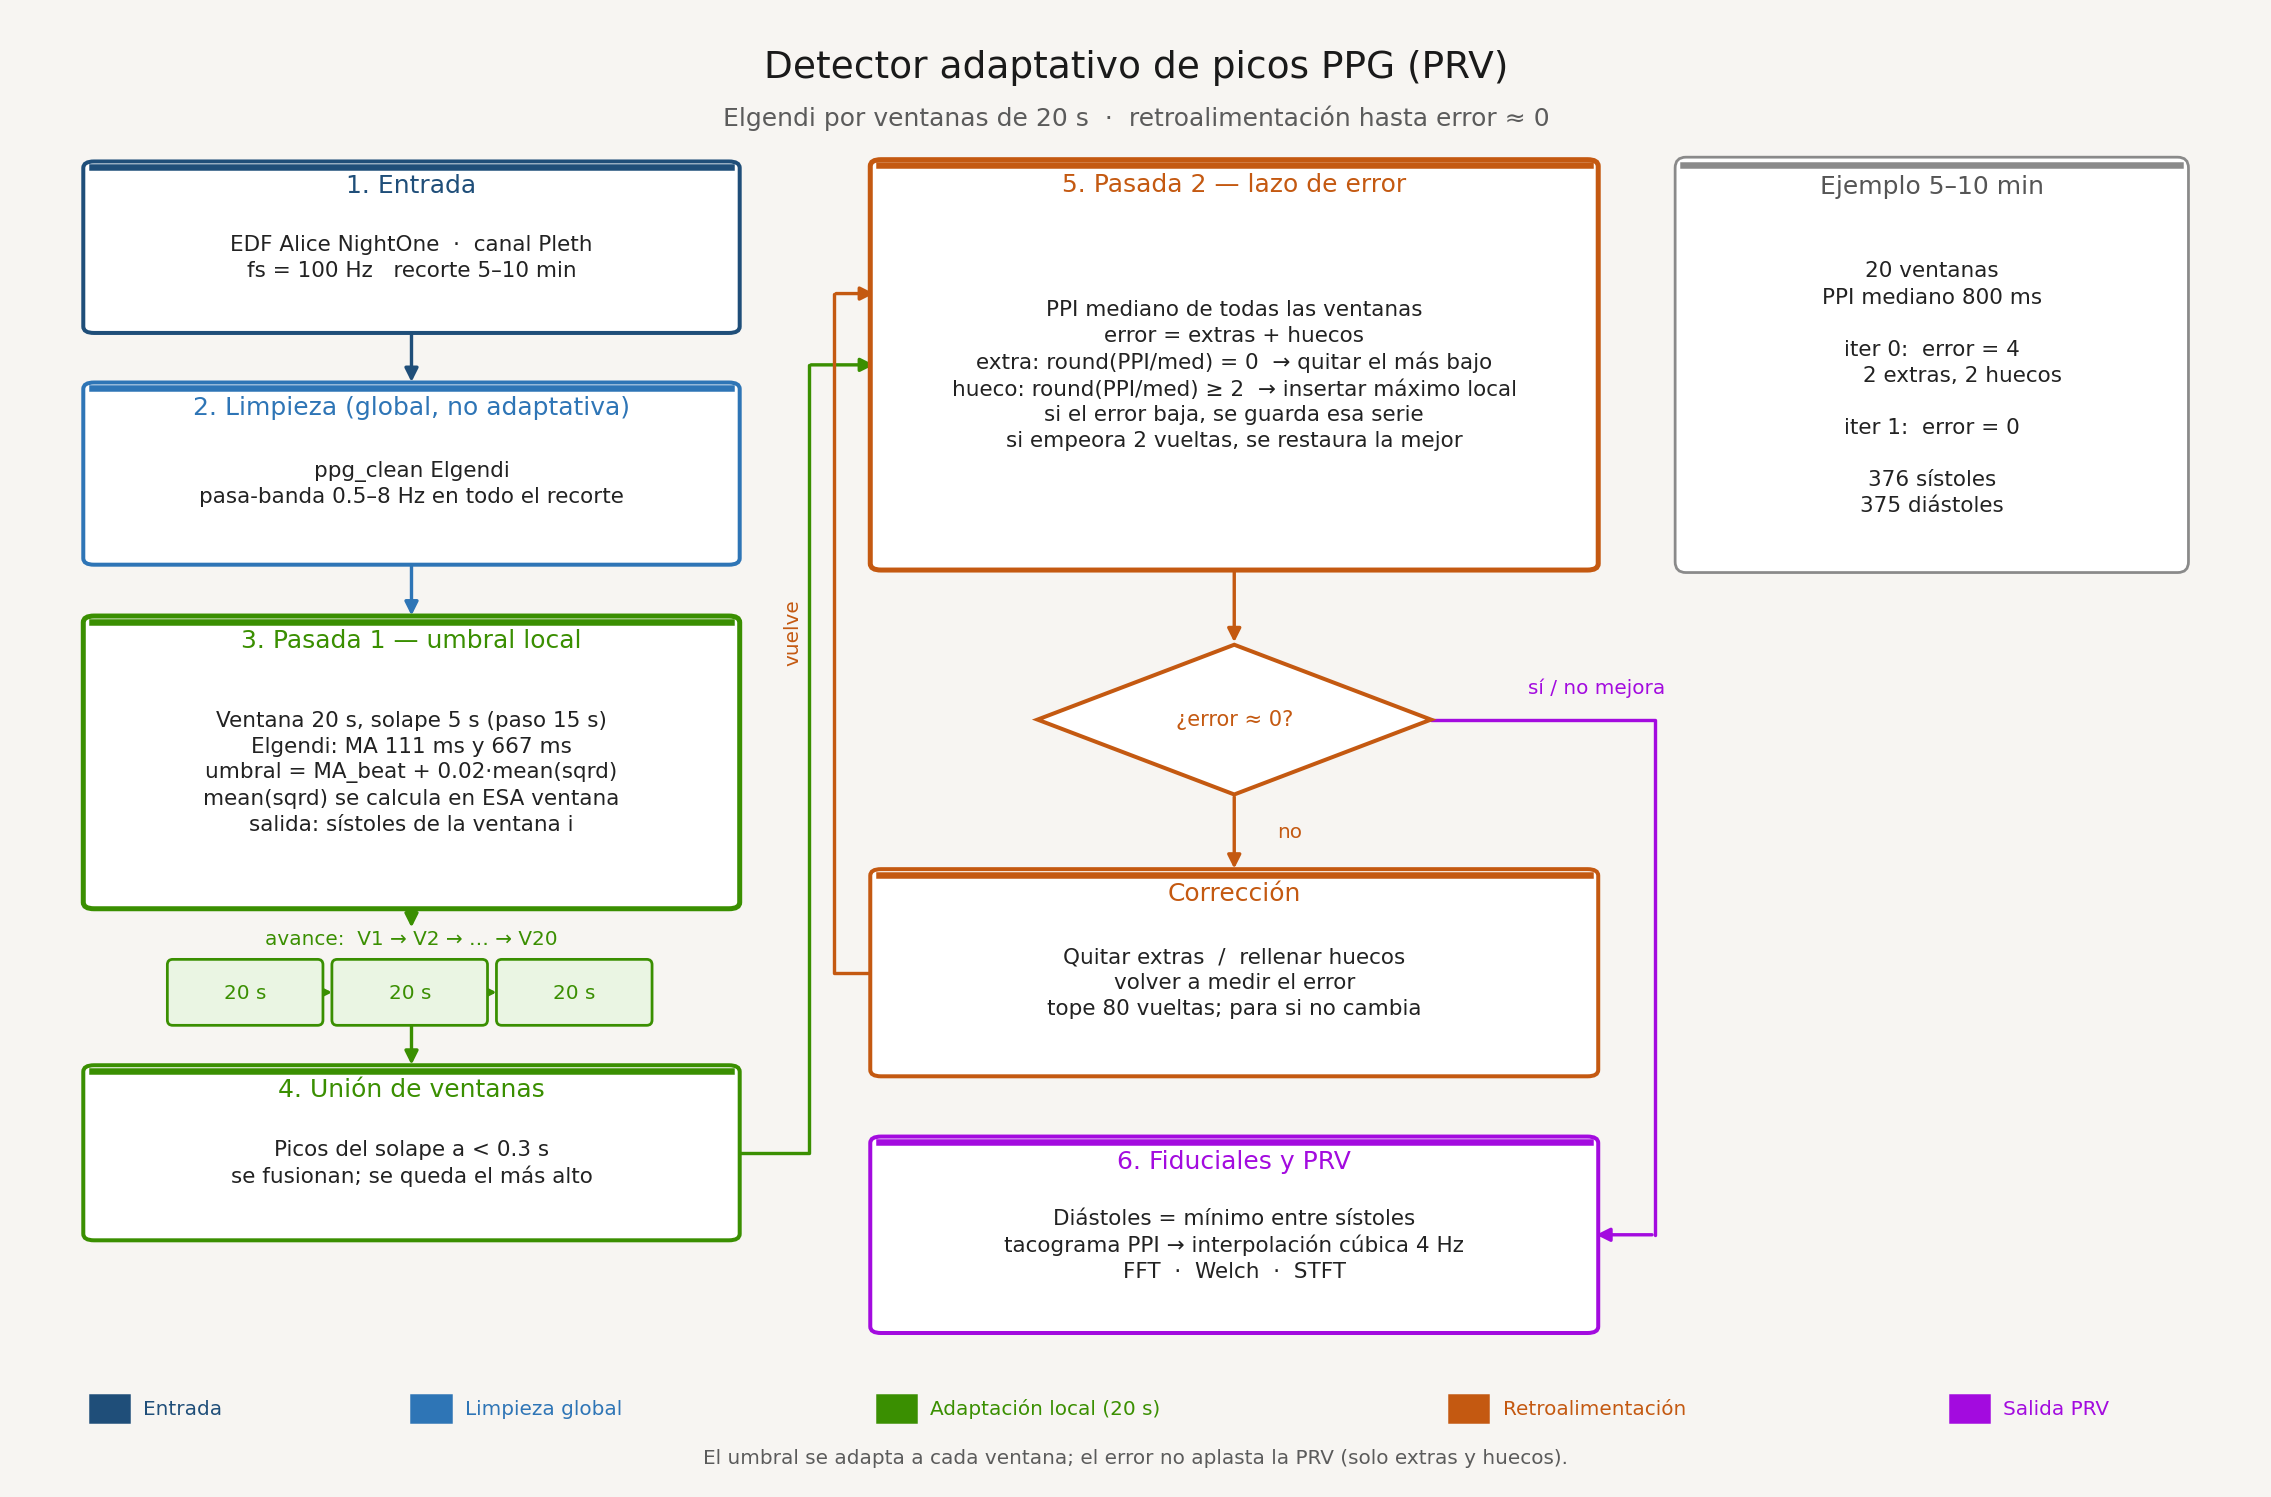 Detector adaptativo de picos PPG (PRV)
Elgendi por ventanas de 20 s · retroalimentación hasta error ≈ 0
1. Entrada
EDF Alice NightOne · canal Pleth
fs = 100 Hz recorte 5–10 min
2. Limpieza (global, no adaptativa)
ppg_clean Elgendi
pasa-banda 0.5–8 Hz en todo el recorte
3. Pasada 1 — umbral local
Ventana 20 s, solape 5 s (paso 15 s)
Elgendi: MA 111 ms y 667 ms
umbral = MA_beat + 0.02·mean(sqrd)
mean(sqrd) se calcula en ESA ventana
salida: sístoles de la ventana i
avance: V1 → V2 → … → V20
20 s
20 s
20 s
4. Unión de ventanas
Picos del solape a < 0.3 s
se fusionan; se queda el más alto
vuelve
5. Pasada 2 — lazo de error
PPI mediano de todas las ventanas
error = extras + huecos
extra: round(PPI/med) = 0 → quitar el más bajo
hueco: round(PPI/med) ≥ 2 → insertar máximo local
si el error baja, se guarda esa serie
si empeora 2 vueltas, se restaura la mejor
¿error ≈ 0?
sí / no mejora
no
Corrección
Quitar extras / rellenar huecos
volver a medir el error
tope 80 vueltas; para si no cambia
6. Fiduciales y PRV
Diástoles = mínimo entre sístoles
tacograma PPI → interpolación cúbica 4 Hz
FFT · Welch · STFT
Ejemplo 5–10 min
20 ventanas
PPI mediano 800 ms
iter 0: error = 4
2 extras, 2 huecos
iter 1: error = 0
376 sístoles
375 diástoles
Entrada
Limpieza global
Adaptación local (20 s)
Retroalimentación
Salida PRV
El umbral se adapta a cada ventana; el error no aplasta la PRV (solo extras y huecos).